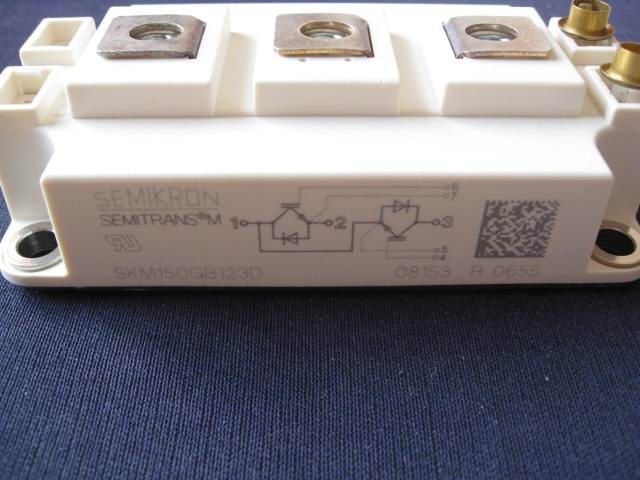 SEMIKRON
SEMITRANS®M
1 2 3
6
7
5
4
SKM150GB123D 08153 R 0655